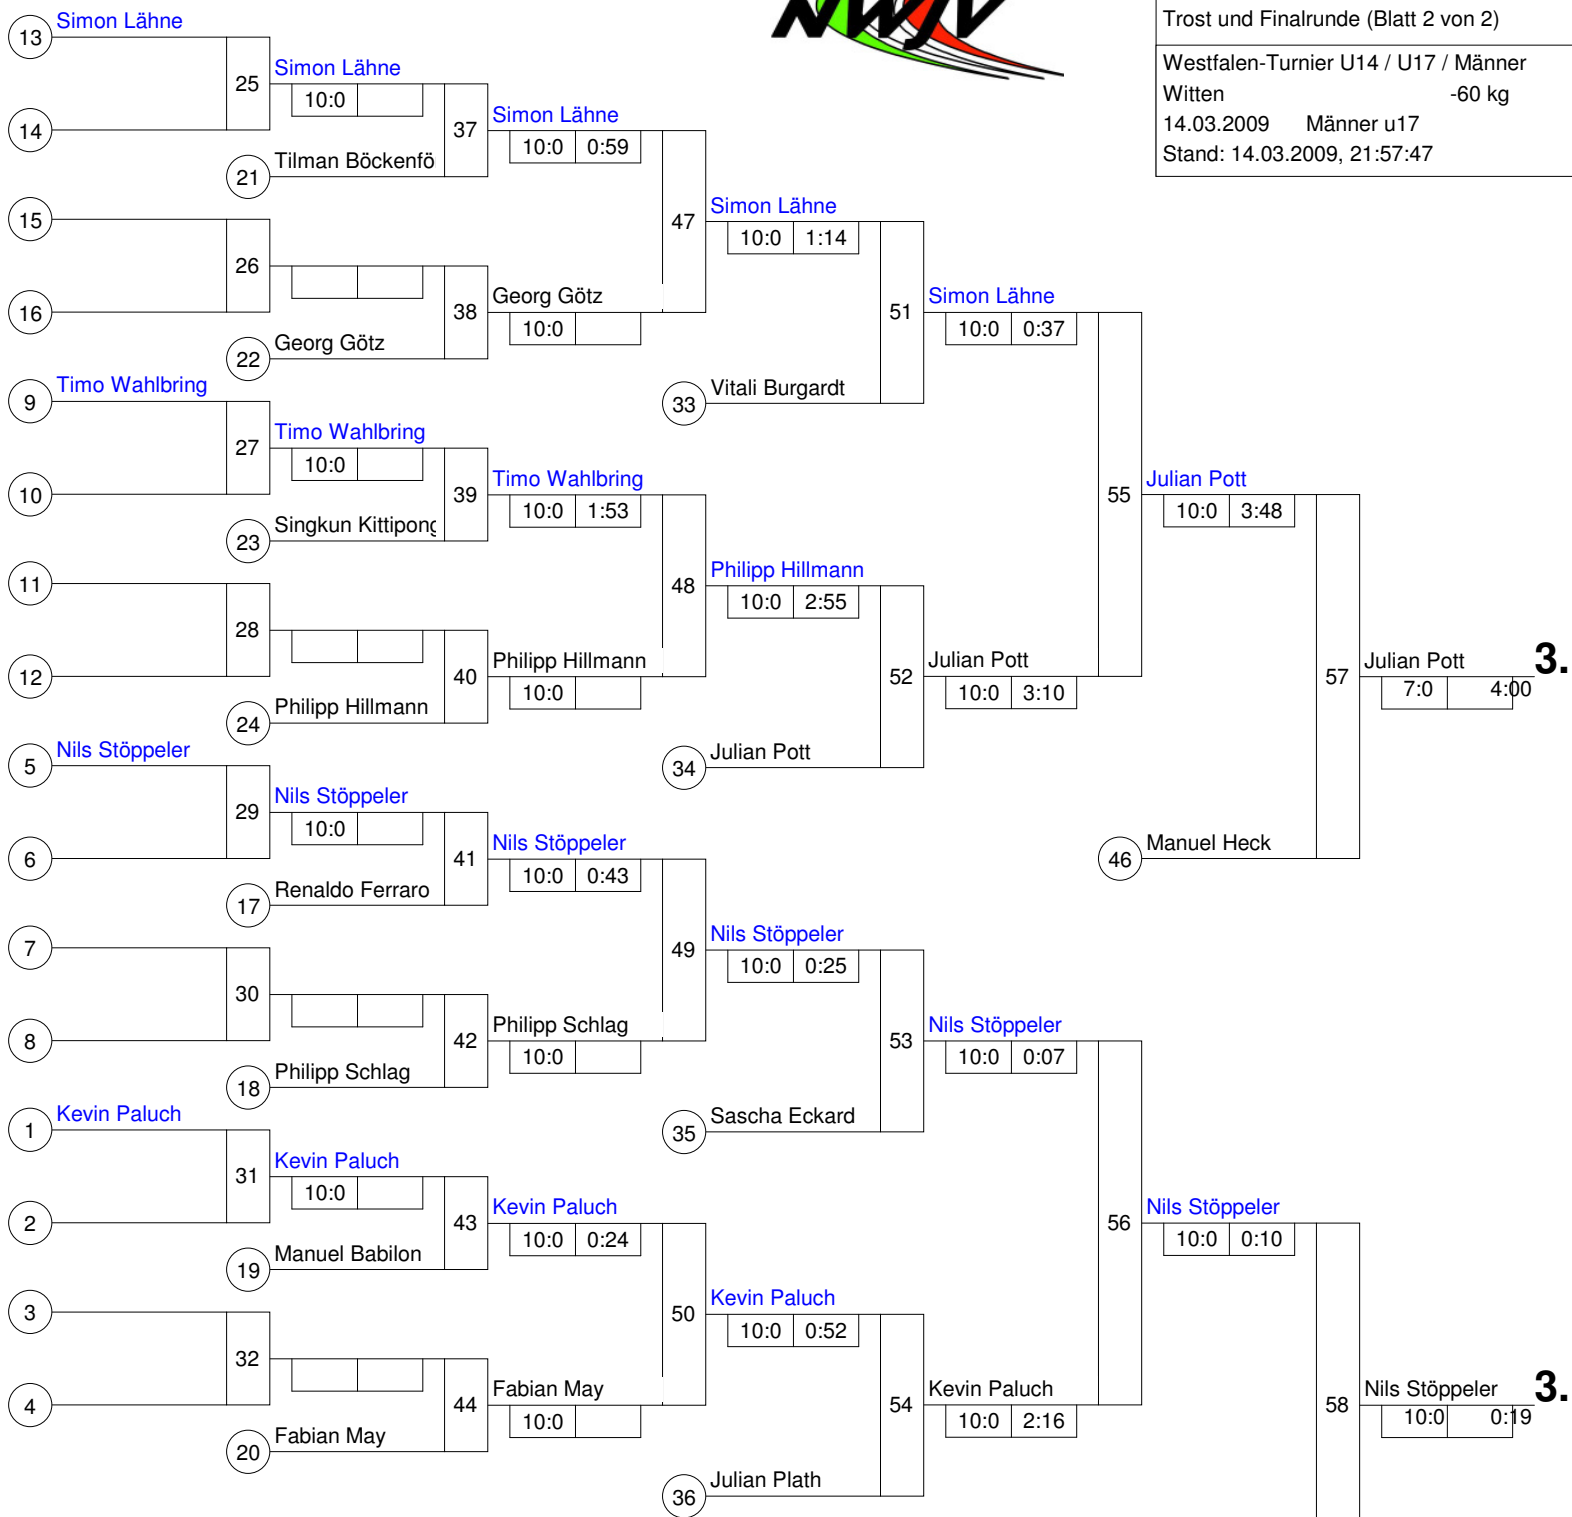 NWJV
Trost und Finalrunde (Blatt 2 von 2)
Westfalen-Turnier U14 / U17 / Männer
Witten -60 kg
14.03.2009 Männer u17
Stand: 14.03.2009, 21:57:47
13 Simon Lähne
25 Simon Lähne
10:0
14
37 Simon Lähne
10:0 0:59
21 Tilman Böckenfö
15
47 Simon Lähne
10:0 1:14
26
16
38 Georg Götz
10:0
51 Simon Lähne
10:0 0:37
22 Georg Götz
9 Timo Wahlbring
33 Vitali Burgardt
27 Timo Wahlbring
10:0
10
39 Timo Wahlbring
10:0 1:53
55 Julian Pott
10:0 3:48
23 Singkun Kittipong
11
48 Philipp Hillmann
10:0 2:55
28
12
40 Philipp Hillmann
10:0
52 Julian Pott
10:0 3:10
57 Julian Pott 3.
7:0 4:00
24 Philipp Hillmann
5 Nils Stöppeler
34 Julian Pott
29 Nils Stöppeler
10:0
6
41 Nils Stöppeler
10:0 0:43
46 Manuel Heck
17 Renaldo Ferraro
7
49 Nils Stöppeler
10:0 0:25
30
8
42 Philipp Schlag
10:0
53 Nils Stöppeler
10:0 0:07
18 Philipp Schlag
1 Kevin Paluch
35 Sascha Eckard
31 Kevin Paluch
10:0
2
43 Kevin Paluch
10:0 0:24
56 Nils Stöppeler
10:0 0:10
19 Manuel Babilon
3
50 Kevin Paluch
10:0 0:52
32
4
44 Fabian May
10:0
54 Kevin Paluch
10:0 2:16
58 Nils Stöppeler 3.
10:0 0:19
20 Fabian May
36 Julian Plath